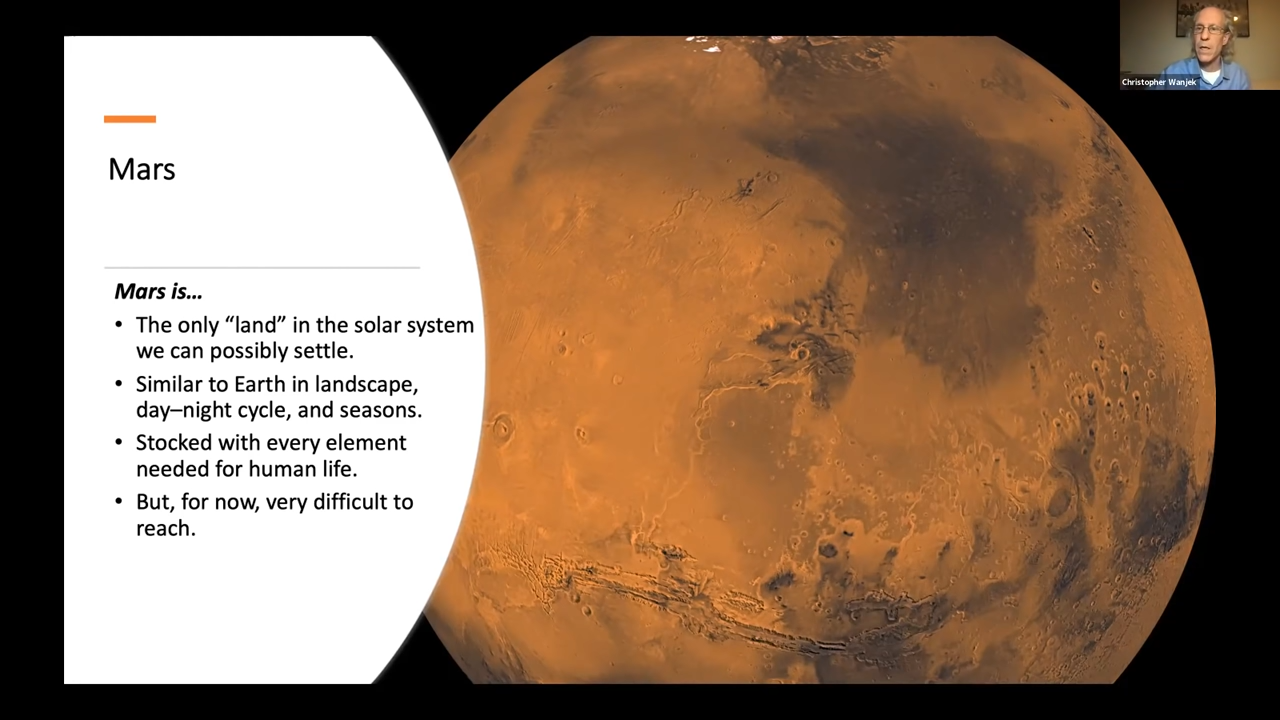 Mars
Mars is...
• The only “land” in the solar system
we can possibly settle.
• Similar to Earth in landscape,
day–night cycle, and seasons.
• Stocked with every element
needed for human life.
• But, for now, very difficult to
reach.
Christopher Wanjek